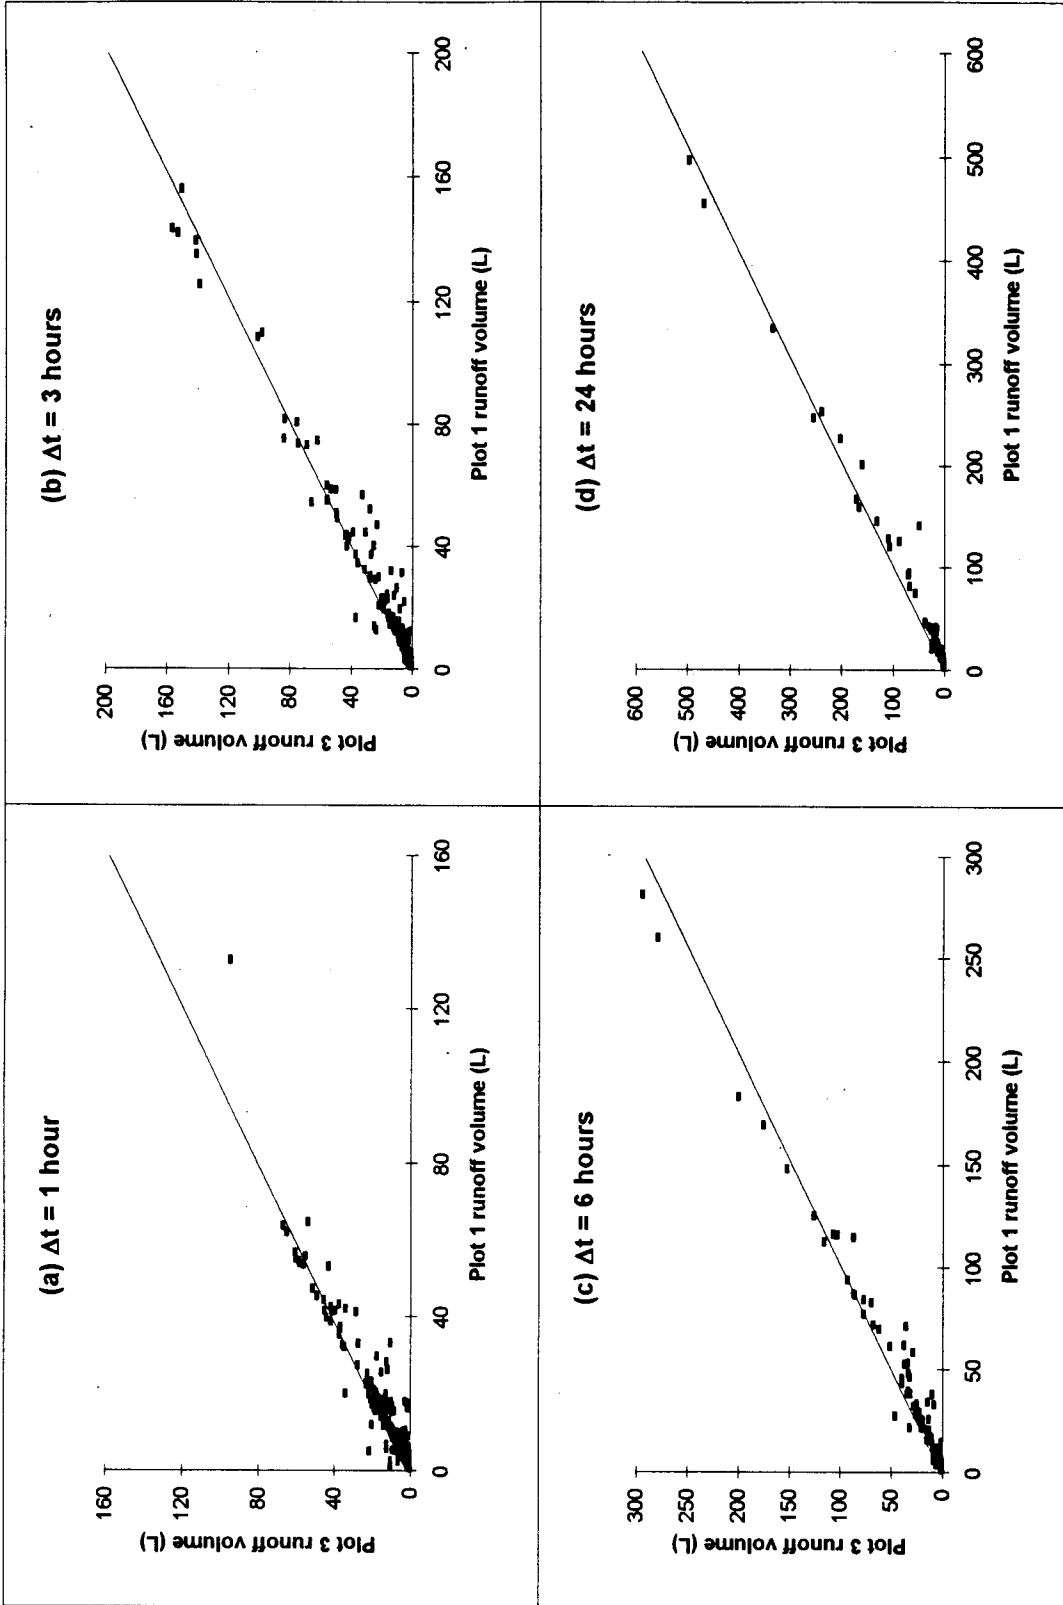 (a) Δt = 1 hour
Plot 3 runoff volume (L)
160
120
80
40
0
0 40 80 120 160
Plot 1 runoff volume (L)
(b) Δt = 3 hours
Plot 3 runoff volume (L)
200
160
120
80
40
0
0 40 80 120 160 200
Plot 1 runoff volume (L)
(c) Δt = 6 hours
Plot 3 runoff volume (L)
300
250
200
150
100
50
0
0 50 100 150 200 250 300
Plot 1 runoff volume (L)
(d) Δt = 24 hours
Plot 3 runoff volume (L)
600
500
400
300
200
100
0
0 100 200 300 400 500 600
Plot 1 runoff volume (L)